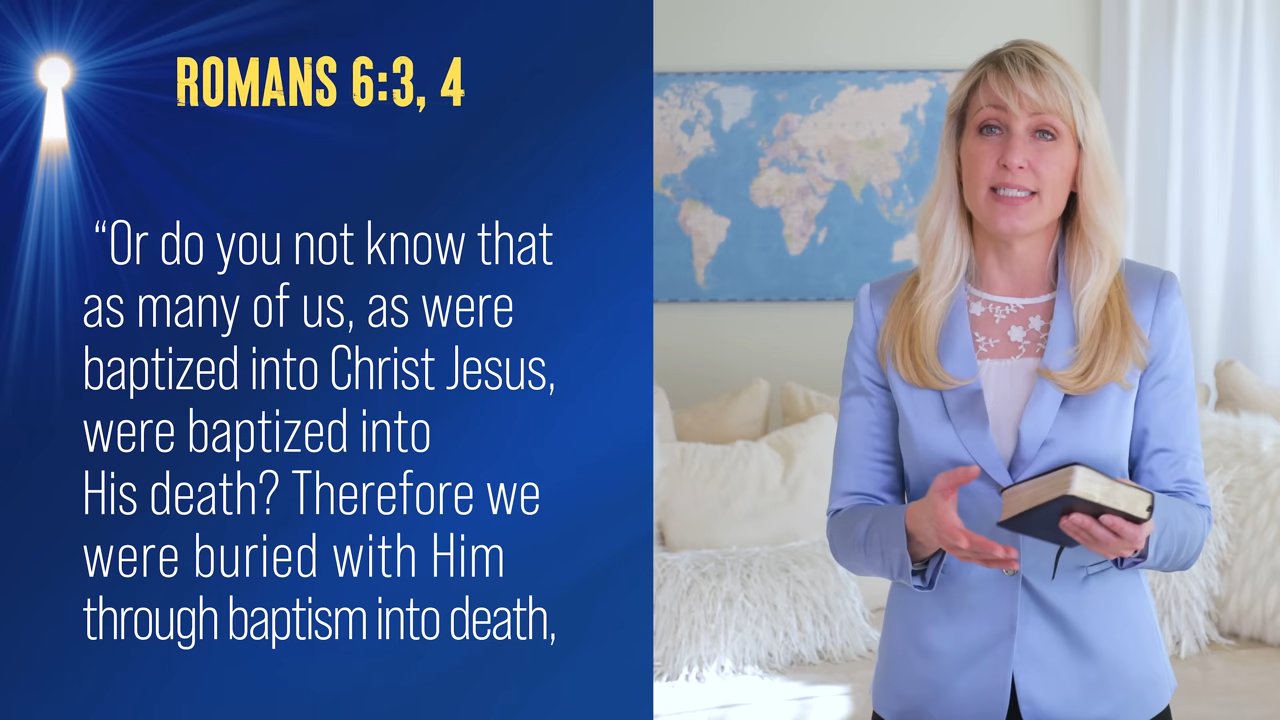 ROMANS 6:3, 4
“Or do you not know that
as many of us, as were
baptized into Christ Jesus,
were baptized into
His death? Therefore we
were buried with Him
through baptism into death,